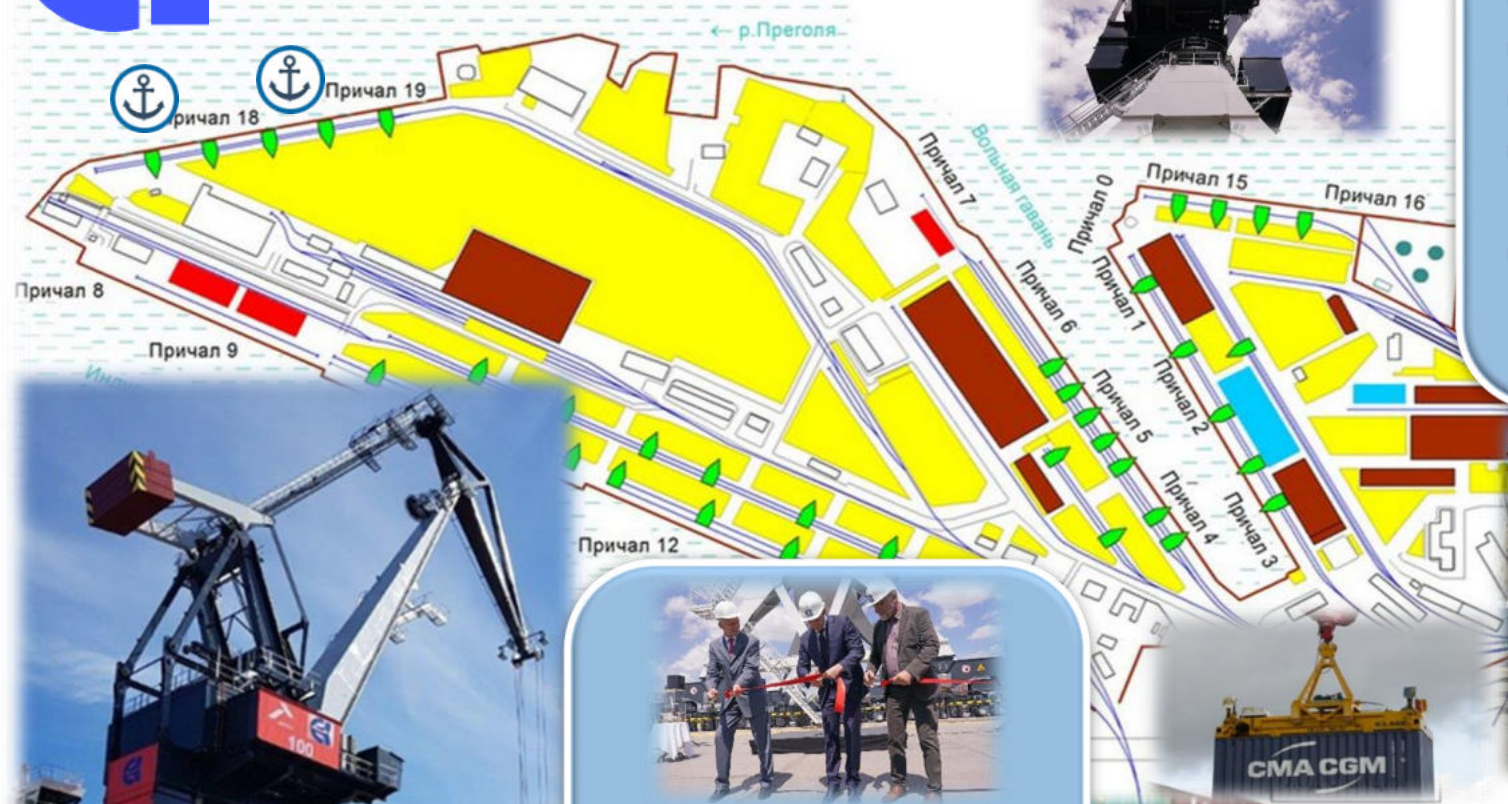 ← р.Преголя
Причал 19
Причал 18
Причал 7
Вольная гавань
Причал 0
Причал 15
Причал 16
Причал 8
Причал 9
Причал 6
Причал 1
Причал 5
Причал 2
Причал 4
Причал 3
Причал 12
100
CMA CGM